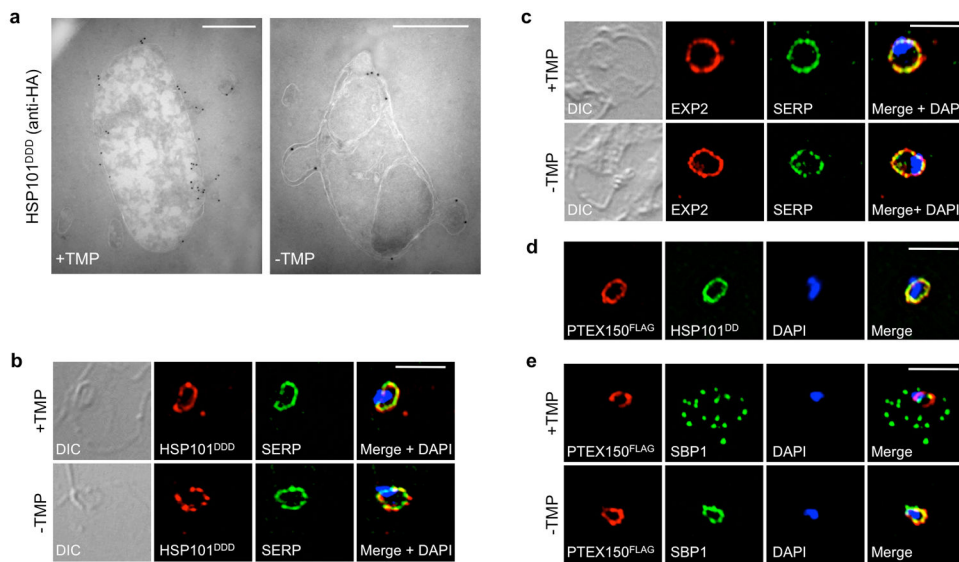 a
HSP101DDD (anti-HA)
+TMP
-TMP
b
+TMP
DIC
HSP101DDD
SERP
Merge + DAPI
-TMP
DIC
HSP101DDD
SERP
Merge + DAPI
c
+TMP
DIC
EXP2
SERP
Merge + DAPI
-TMP
DIC
EXP2
SERP
Merge+ DAPI
d
PTEX150FLAG
HSP101DD
DAPI
Merge
e
+TMP
PTEX150FLAG
SBP1
DAPI
Merge
-TMP
PTEX150FLAG
SBP1
DAPI
Merge